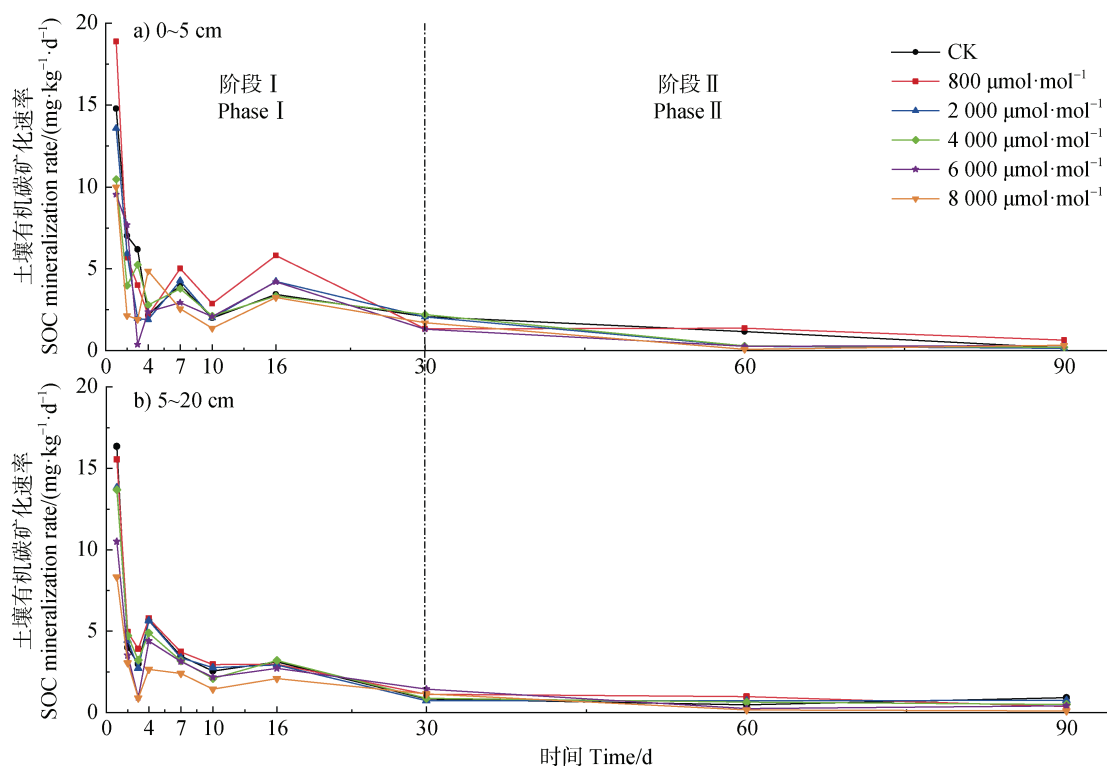 a) 0~5 cm
阶段Ⅰ
Phase Ⅰ
阶段Ⅱ
Phase Ⅱ
CK
800 μmol·mol⁻¹
2 000 μmol·mol⁻¹
4 000 μmol·mol⁻¹
6 000 μmol·mol⁻¹
8 000 μmol·mol⁻¹
土壤有机碳矿化速率
SOC mineralization rate/(mg·kg⁻¹·d⁻¹)
20
15
10
5
0
0 4 7 10 16 30 60 90
b) 5~20 cm
土壤有机碳矿化速率
SOC mineralization rate/(mg·kg⁻¹·d⁻¹)
20
15
10
5
0
0 4 7 10 16 30 60 90
时间 Time/d